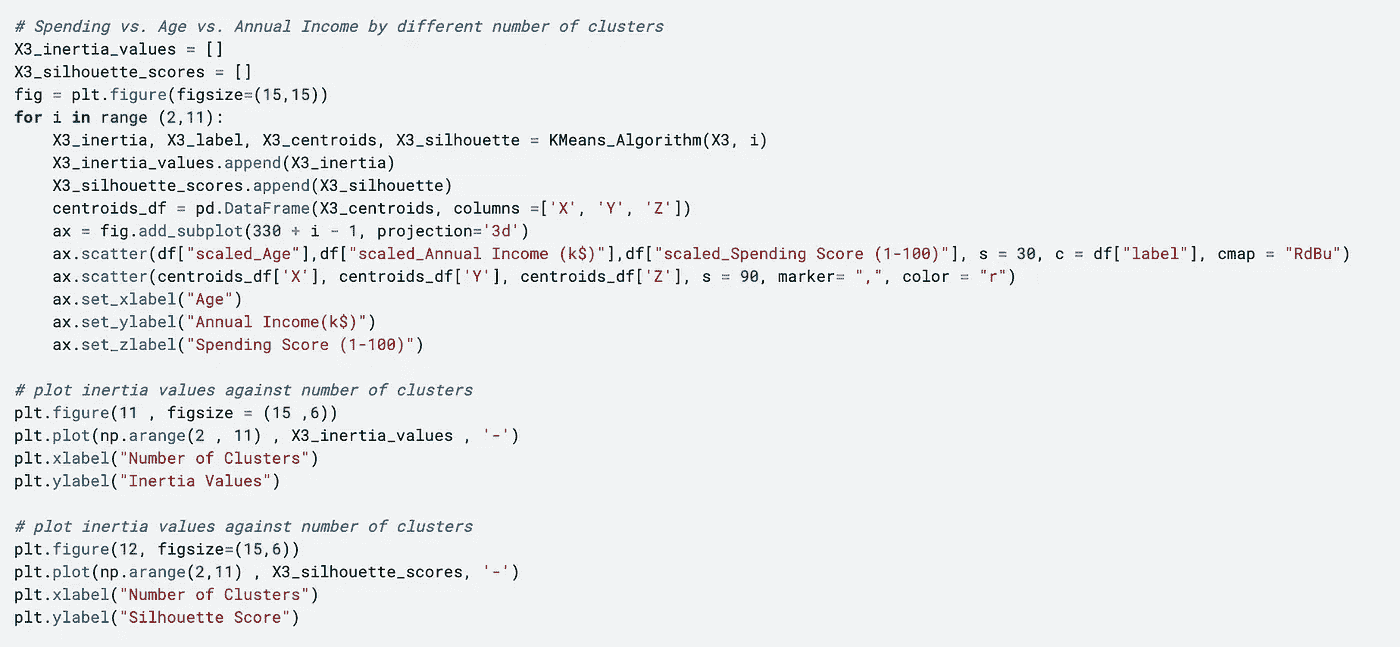 # Spending vs. Age vs. Annual Income by different number of clusters
X3_inertia_values = []
X3_silhouette_scores = []
fig = plt.figure(figsize=(15,15))
for i in range (2,11):
    X3_inertia, X3_label, X3_centroids, X3_silhouette = KMeans_Algorithm(X3, i)
    X3_inertia_values.append(X3_inertia)
    X3_silhouette_scores.append(X3_silhouette)
    centroids_df = pd.DataFrame(X3_centroids, columns =['X', 'Y', 'Z'])
    ax = fig.add_subplot(330 + i - 1, projection='3d')
    ax.scatter(df["scaled_Age"],df["scaled_Annual Income (k$)"],df["scaled_Spending Score (1-100)"], s = 30, c = df["label"], cmap = "RdBu")
    ax.scatter(centroids_df['X'], centroids_df['Y'], centroids_df['Z'], s = 90, marker= ",", color = "r")
    ax.set_xlabel("Age")
    ax.set_ylabel("Annual Income(k$)")
    ax.set_zlabel("Spending Score (1-100)")

# plot inertia values against number of clusters
plt.figure(11 , figsize = (15 ,6))
plt.plot(np.arange(2 , 11) , X3_inertia_values , '-')
plt.xlabel("Number of Clusters")
plt.ylabel("Inertia Values")

# plot inertia values against number of clusters
plt.figure(12, figsize=(15,6))
plt.plot(np.arange(2,11) , X3_silhouette_scores, '-')
plt.xlabel("Number of Clusters")
plt.ylabel("Silhouette Score")